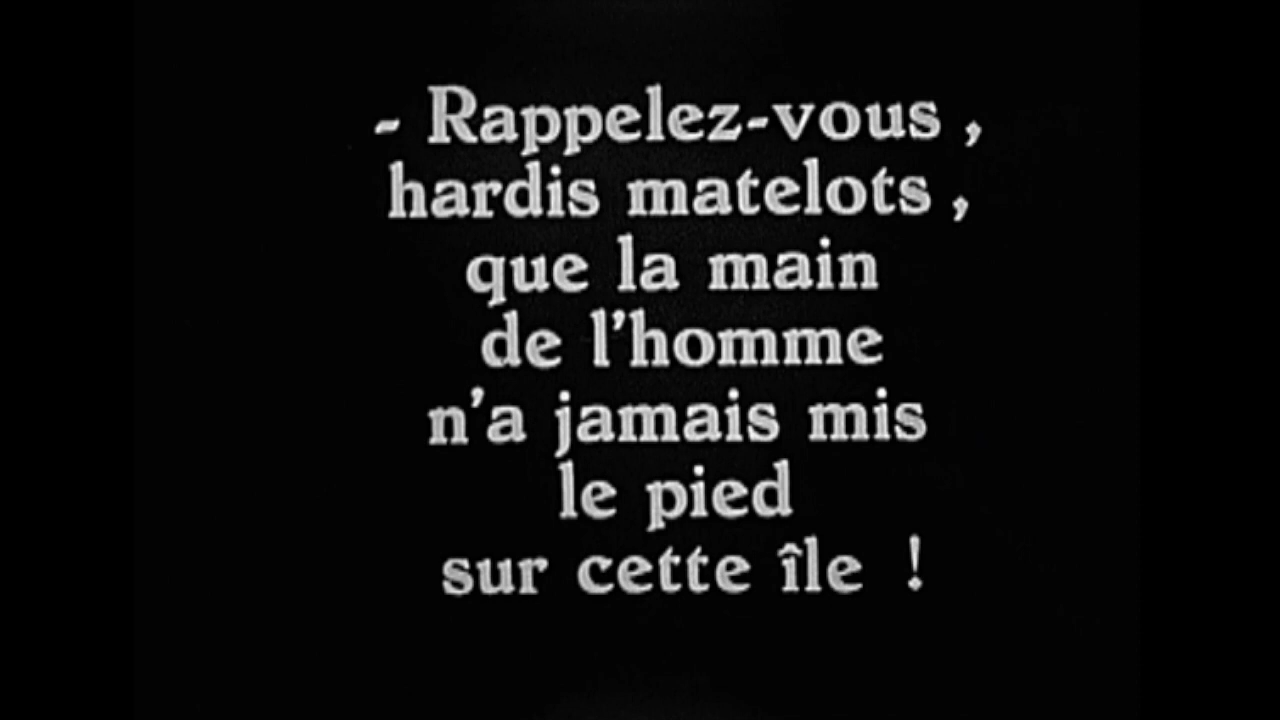 - Rappelez-vous ,
hardis matelots ,
que la main
de l'homme
n'a jamais mis
le pied
sur cette île !